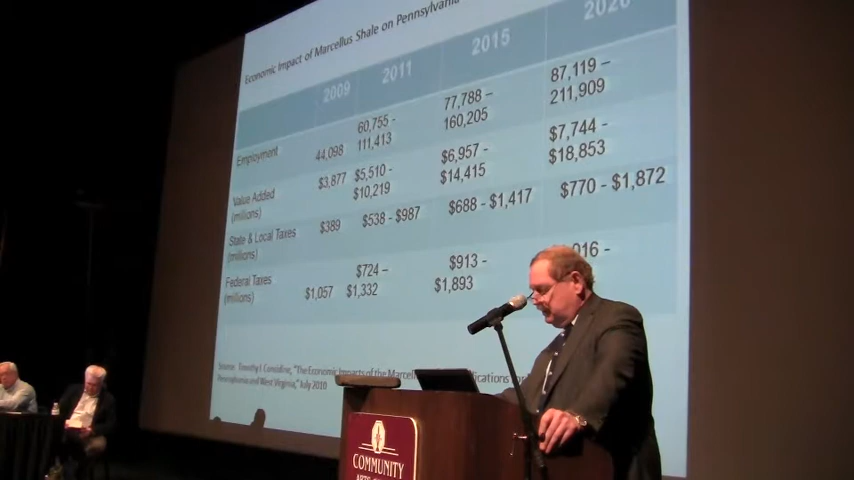 Economic Impact of Marcellus Shale on Pennsylvania
2009 2011 2015 2020
Employment 44,098 60,755 - 111,413 77,788 – 160,205 87,119 – 211,909
Value Added (millions) $3,877 $5,510 - $10,219 $6,957 – $14,415 $7,744 – $18,853
State & Local Taxes (millions) $389 $538 - $987 $688 - $1,417 $770 - $1,872
Federal Taxes (millions) $1,057 $724 – $1,332 $913 - $1,893 016 –
Source: Timothy J. Considine, "The Economic Impacts of the Marcellus
Pennsylvania and West Virginia," July 2010
COMMUNITY